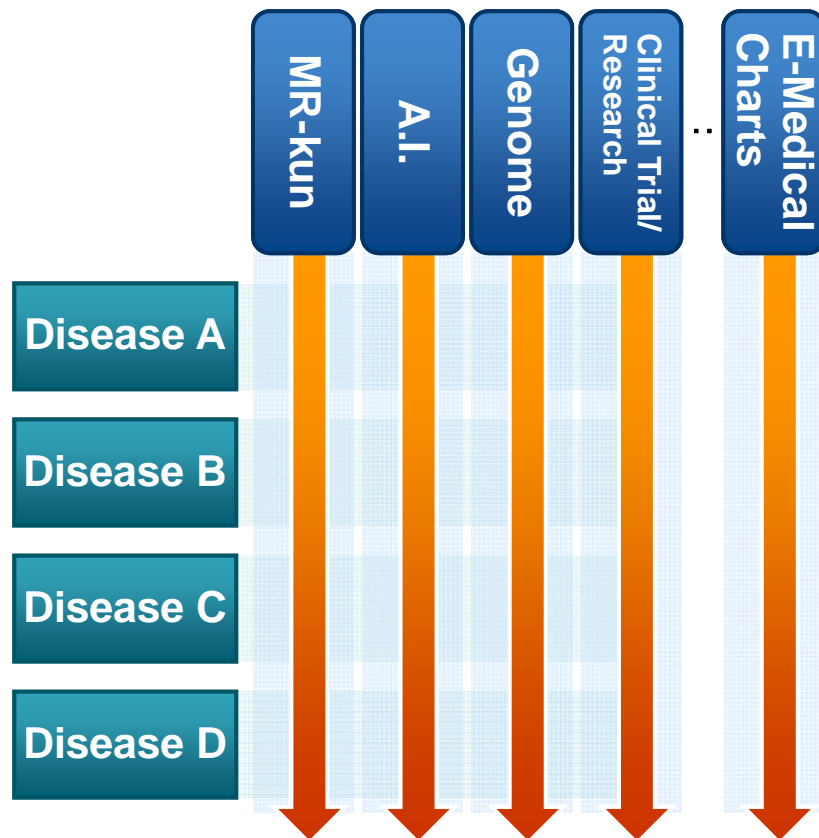 MR-kun
A.I.
Genome
Clinical Trial/
Research
..
E-Medical
Charts
Disease A
Disease B
Disease C
Disease D